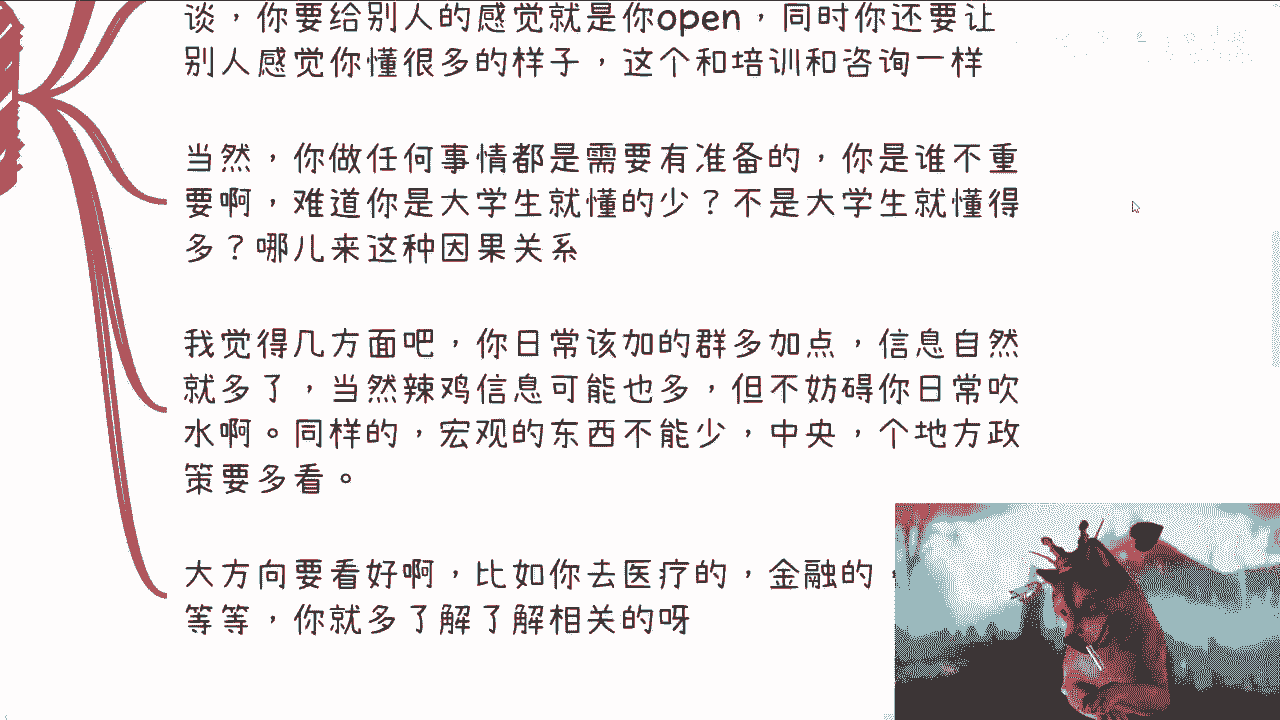 谈，你要给别人的感觉就是你open，同时你还要让
别人感觉你懂很多的样子，这个和培训和咨询一样
当然，你做任何事情都是需要有准备的，你是谁不重
要啊，难道你是大学生就懂的少？不是大学生就懂得
多？哪儿来这种因果关系
我觉得几方面吧，你日常该加的群多加点，信息自然
就多了，当然辣鸡信息可能也多，但不妨碍你日常吹
水啊。同样的，宏观的东西不能少，中央，个地方政
策要多看。
大方向要看好啊，比如你去医疗的，金融的，
等等，你就多了解了解相关的呀